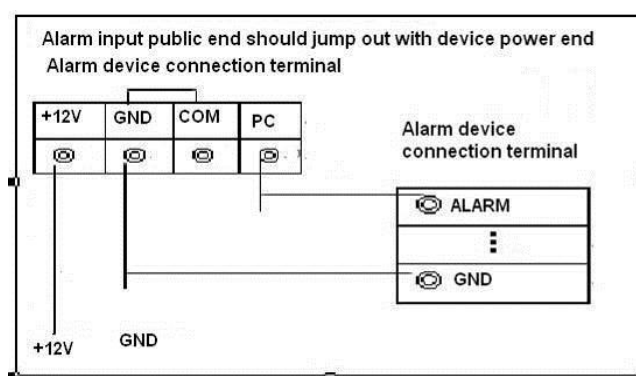 Alarm input public end should jump out with device power end
Alarm device connection terminal
+12V GND COM PC
Alarm device
connection terminal
ALARM
GND
+12V GND